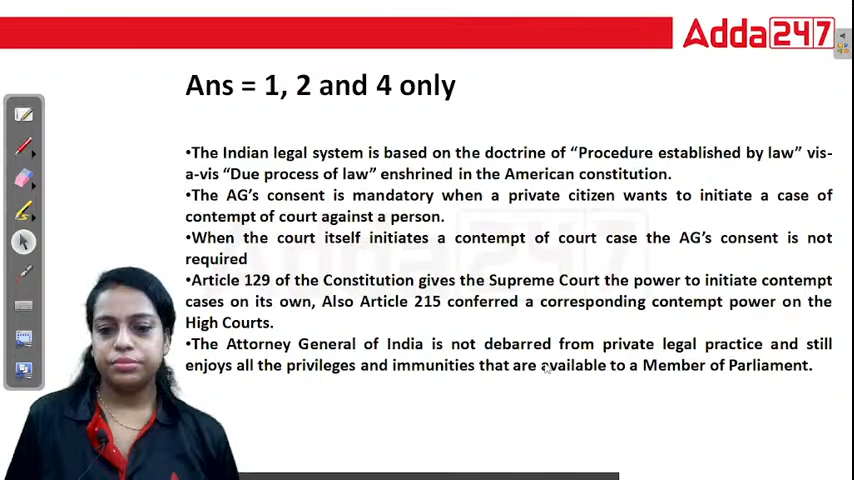 Adda247
Ans = 1, 2 and 4 only
•The Indian legal system is based on the doctrine of “Procedure established by law” vis-
a-vis “Due process of law” enshrined in the American constitution.
•The AG’s consent is mandatory when a private citizen wants to initiate a case of
contempt of court against a person.
•When the court itself initiates a contempt of court case the AG’s consent is not
required
•Article 129 of the Constitution gives the Supreme Court the power to initiate contempt
cases on its own, Also Article 215 conferred a corresponding contempt power on the
High Courts.
•The Attorney General of India is not debarred from private legal practice and still
enjoys all the privileges and immunities that are available to a Member of Parliament.